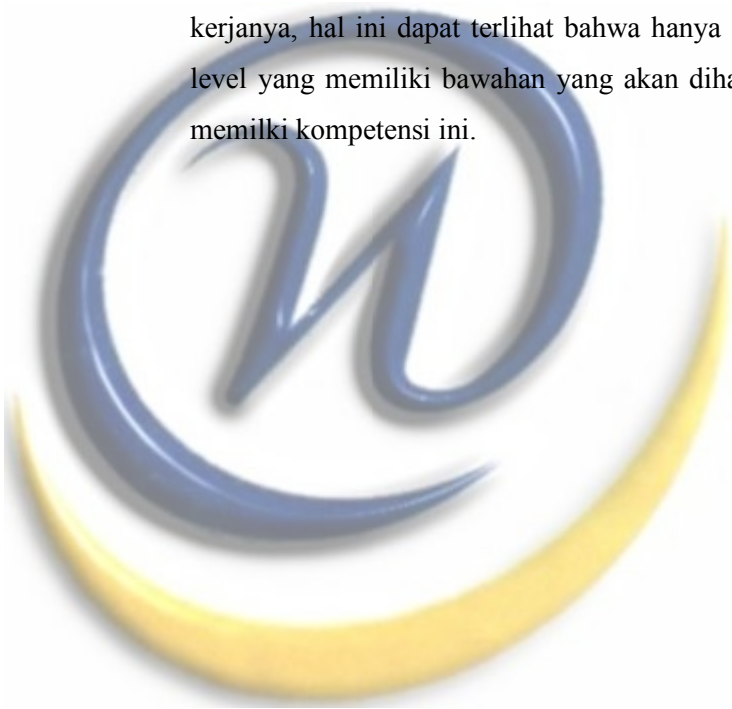 kerjanya, hal ini dapat terlihat bahwa hanya
level yang memiliki bawahan yang akan
memilki kompetensi ini.